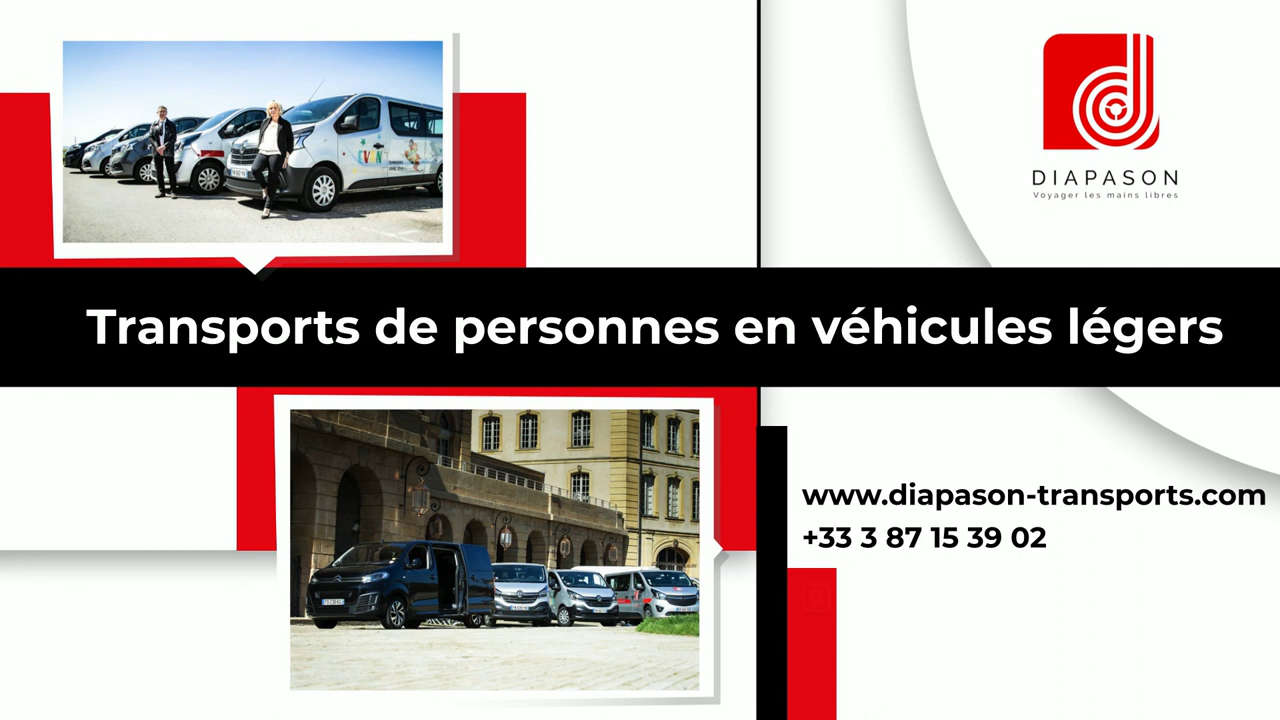 DIAPASON
Voyager les mains libres
Transports de personnes en véhicules légers
www.diapason-transports.com
+33 3 87 15 39 02